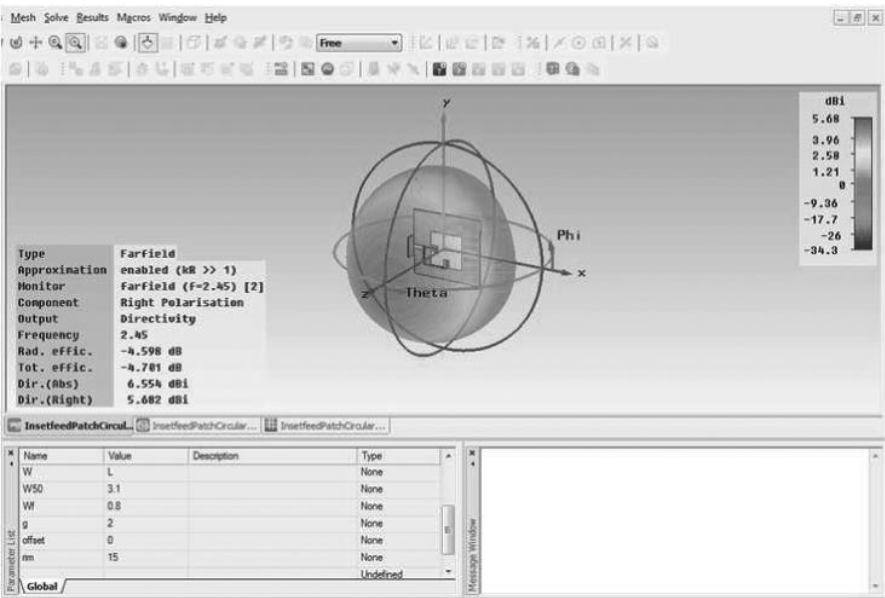 Mesh Solve Results Macros Window Help
Free
dBi
5.68
3.96
2.58
1.21
0
-9.36
-17.7
-26
-34.3
y
Phi
x
z
Theta
Type Farfield
Approximation enabled (kR >> 1)
Monitor farfield (f=2.45) [2]
Component Right Polarisation
Output Directivity
Frequency 2.45
Rad. effic. -4.598 dB
Tot. effic. -4.701 dB
Dir.(Abs) 6.554 dBi
Dir.(Right) 5.682 dBi
InsetfeedPatchCircul... InsetfeedPatchCircular... InsetfeedPatchCircular...
Name Value Description Type
W L None
W50 3.1 None
Wf 0.8 None
g 2 None
offset 0 None
15 None
Undefined
Global
Parameter List
Message Window